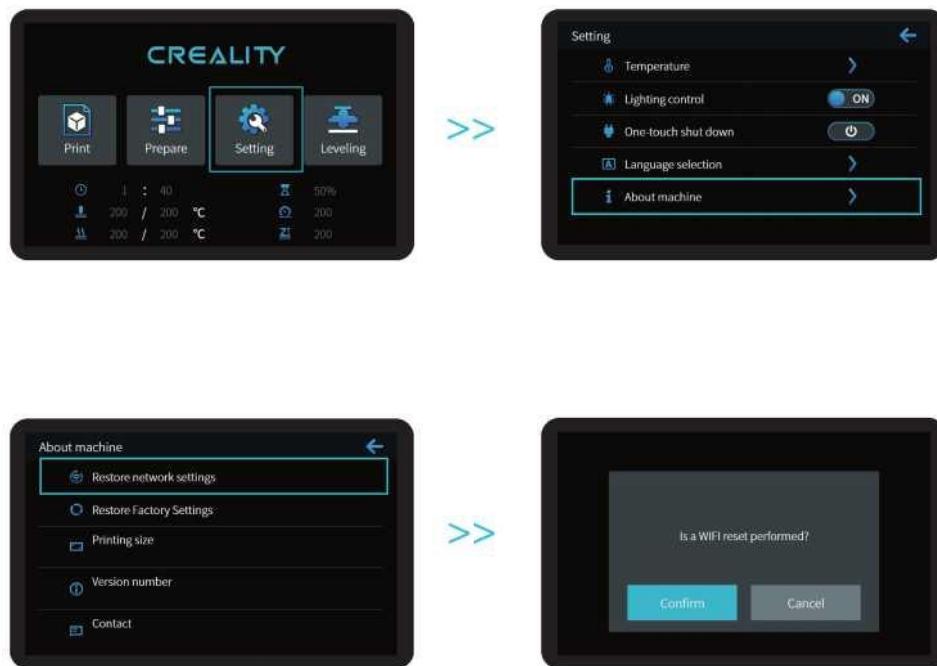 CREALITY
Print Prepare Setting Leveling
1 : 40 50%
200 / 200 °C 200
200 / 200 °C 200
>>
Setting
Temperature
Lighting control ON
One-touch shut down
A Language selection
About machine
About machine
Restore network settings
Restore Factory Settings
Printing size
Version number
Contact
>>
Is a WIFI reset performed?
Confirm Cancel